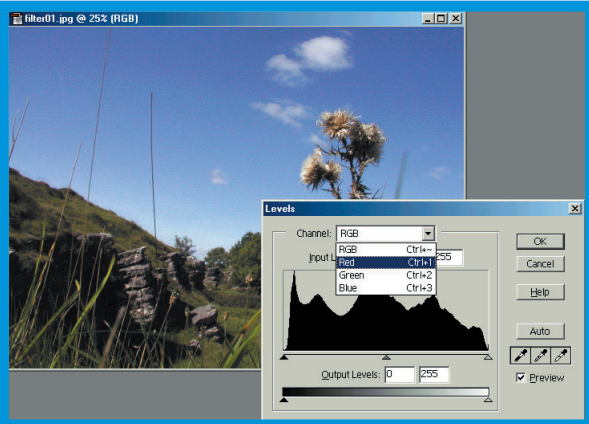 filter01.jpg @ 25% (RGB)
Levels
Channel: RGB
OK
RGB Ctrl+~
Input L 255
Red Ctrl+1
Cancel
Green Ctrl+2
Blue Ctrl+3
Help
Auto
Output Levels: 0 255
Preview